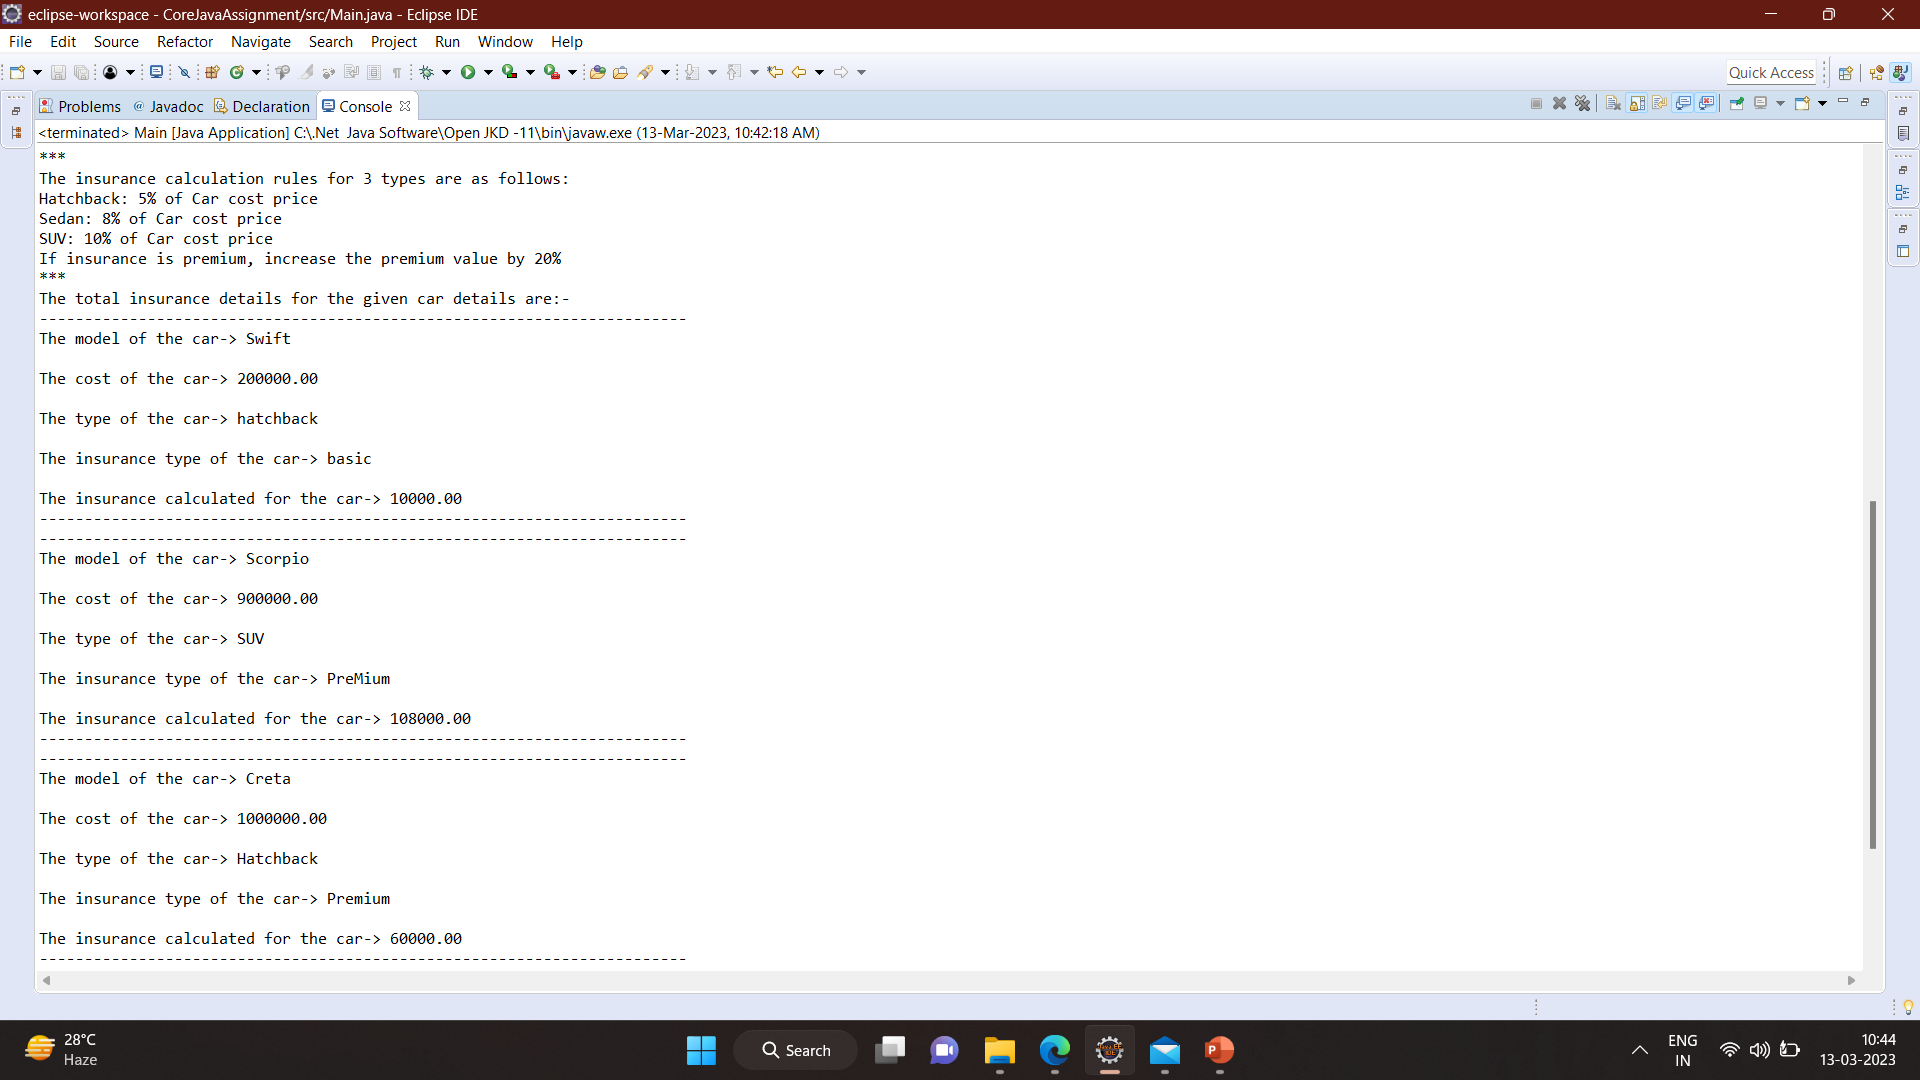 eclipse-workspace - CoreJavaAssignment/src/Main.java - Eclipse IDE
File Edit Source Refactor Navigate Search Project Run Window Help
Quick Access
Problems @ Javadoc Declaration Console
<terminated> Main [Java Application] C:\.Net Java Software\Open JKD -11\bin\javaw.exe (13-Mar-2023, 10:42:18 AM)
***
The insurance calculation rules for 3 types are as follows:
Hatchback: 5% of Car cost price
Sedan: 8% of Car cost price
SUV: 10% of Car cost price
If insurance is premium, increase the premium value by 20%
***
The total insurance details for the given car details are:-
------------------------------------------------------------------------
The model of the car-> Swift
The cost of the car-> 200000.00
The type of the car-> hatchback
The insurance type of the car-> basic
The insurance calculated for the car-> 10000.00
------------------------------------------------------------------------
------------------------------------------------------------------------
The model of the car-> Scorpio
The cost of the car-> 900000.00
The type of the car-> SUV
The insurance type of the car-> PreMium
The insurance calculated for the car-> 108000.00
------------------------------------------------------------------------
------------------------------------------------------------------------
The model of the car-> Creta
The cost of the car-> 1000000.00
The type of the car-> Hatchback
The insurance type of the car-> Premium
The insurance calculated for the car-> 60000.00
------------------------------------------------------------------------
28°C
Haze
Search
ENG
IN
10:44
13-03-2023